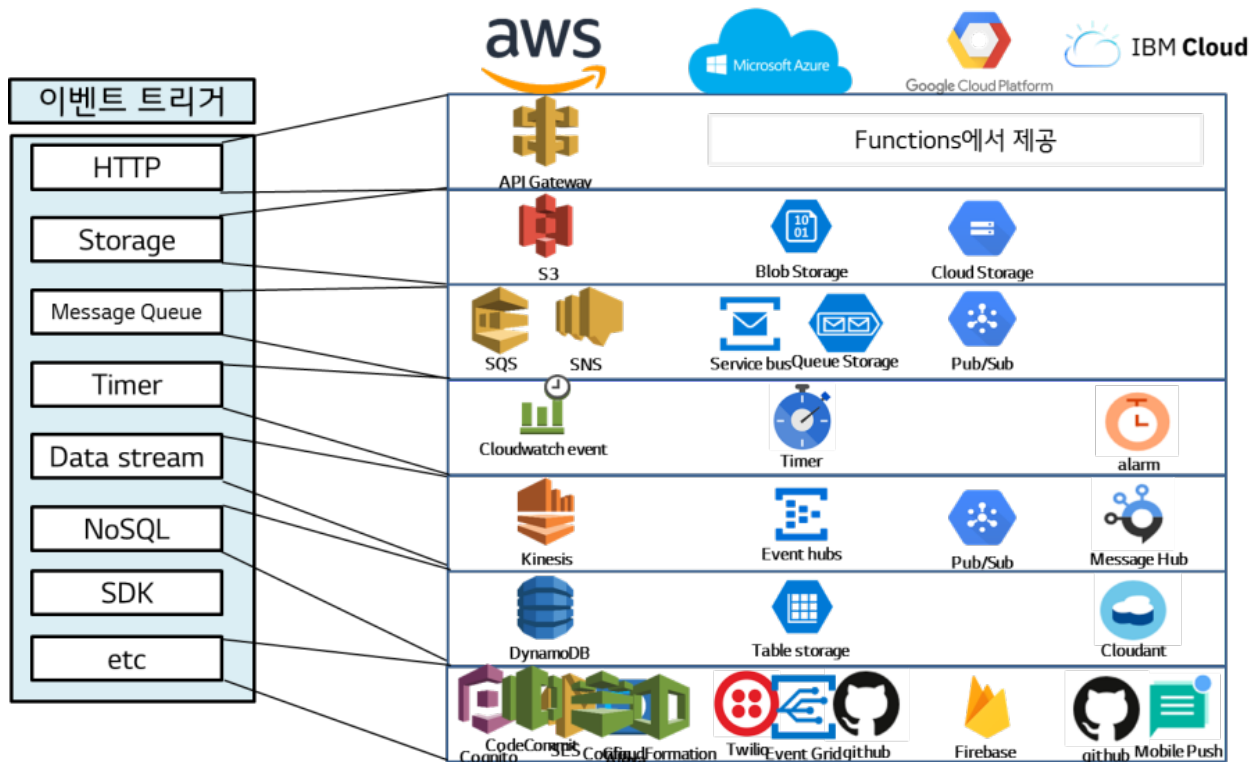 aws
Microsoft Azure
Google Cloud Platform
IBM Cloud
이벤트 트리거
HTTP
Storage
Message Queue
Timer
Data stream
NoSQL
SDK
etc
API Gateway
Functions에서 제공
S3
10
01
Blob Storage
Cloud Storage
SQS
SNS
Service bus
Queue Storage
Pub/Sub
Cloudwatch event
Timer
alarm
Kinesis
Event hubs
Pub/Sub
Message Hub
DynamoDB
Table storage
Cloudant
Cognito
CodeCommit
SES
CloudFormation
Twilio
Event Grid
github
Firebase
github
Mobile Push